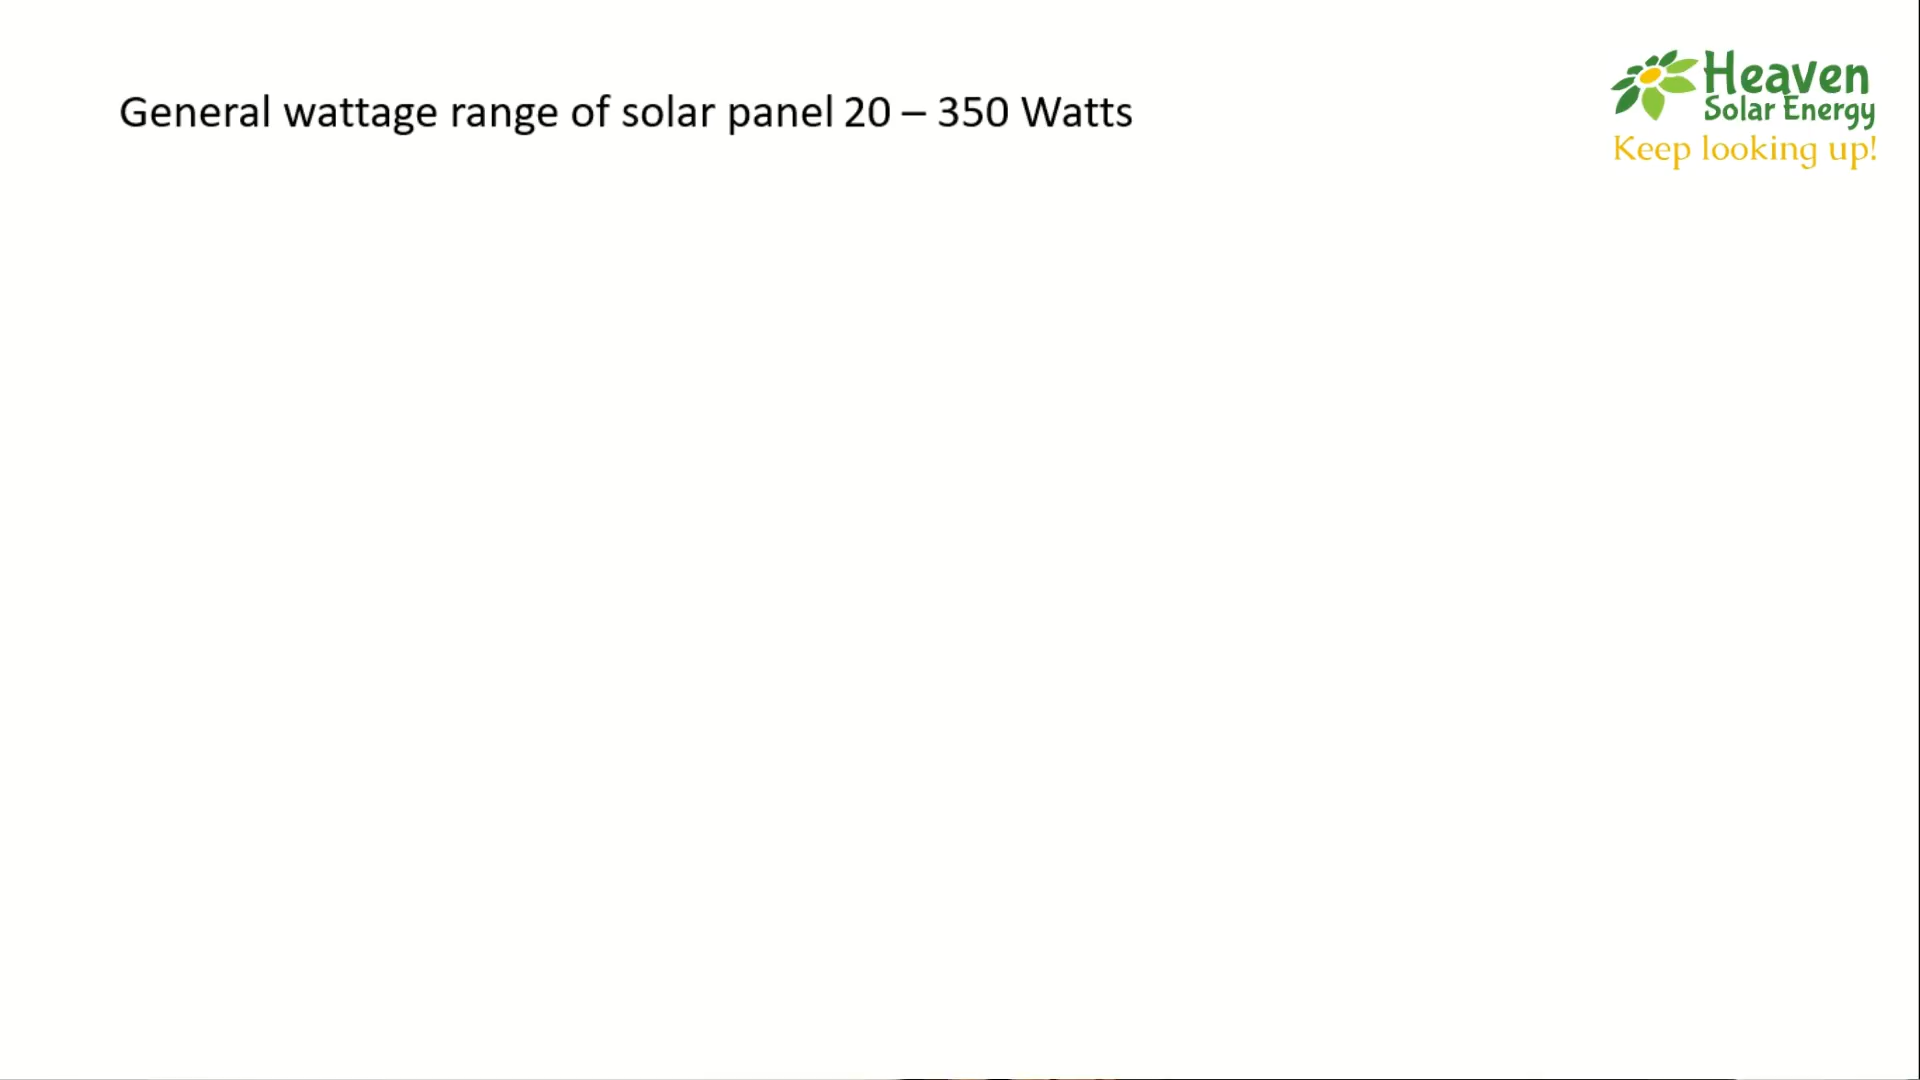 General wattage range of solar panel 20 – 350 Watts
Heaven
Solar Energy
Keep looking up!